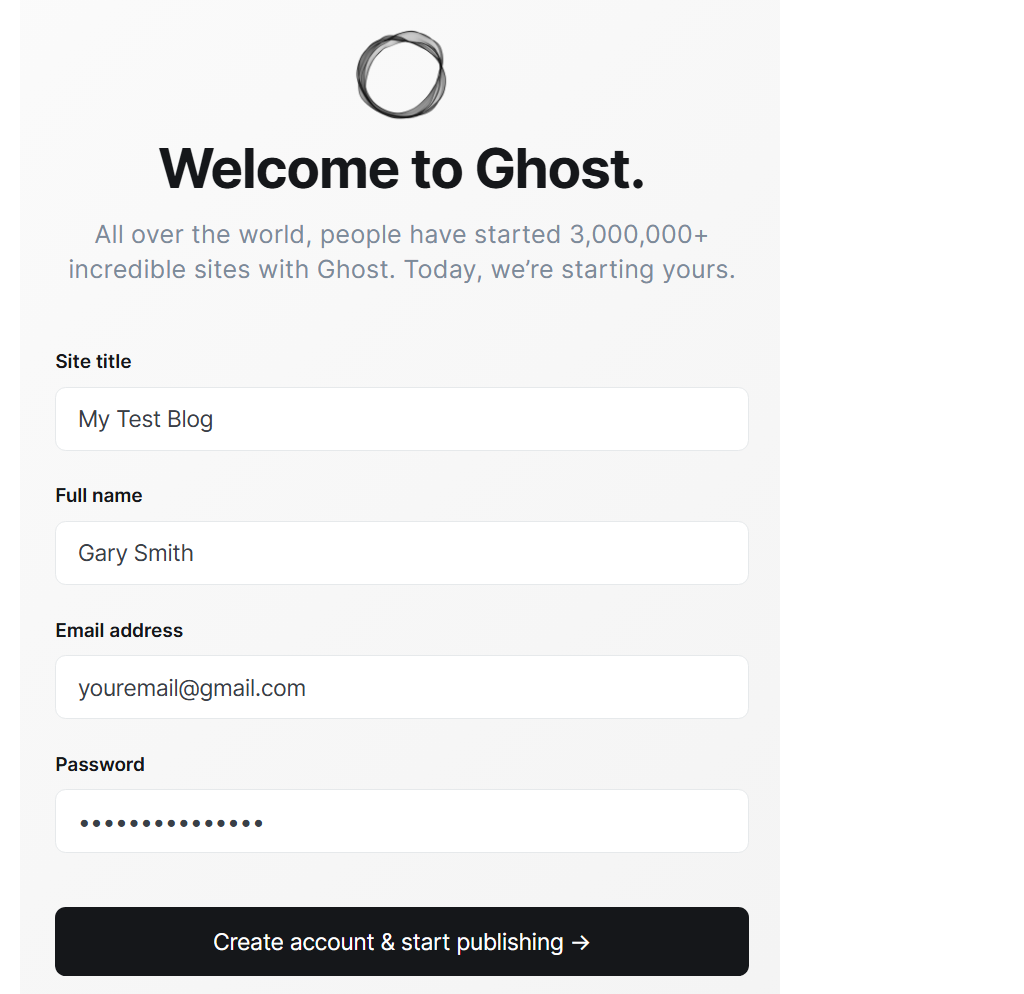 Welcome to Ghost.
All over the world, people have started 3,000,000+
incredible sites with Ghost. Today, we’re starting yours.
Site title
My Test Blog
Full name
Gary Smith
Email address
youremail@gmail.com
Password
•••••••••••••••
Create account & start publishing →